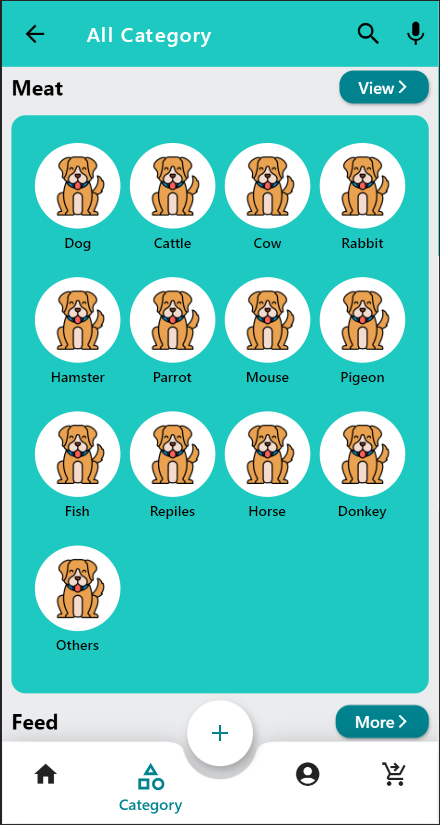 All Category
Meat
View
Dog Cattle Cow Rabbit
Hamster Parrot Mouse Pigeon
Fish Repiles Horse Donkey
Others
Feed
More
Category